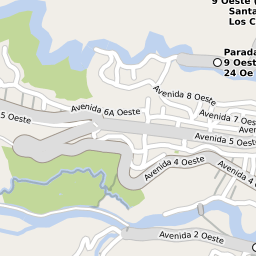 9 Oeste
Santa
Los C
Parada
9 Oeste
24 Oe
Avenida 8 Oeste
Avenida 6A Oeste
Avenida 7 Oeste
5 Oeste
Avenida 5 Oeste
Avenida 4 Oeste
Avenida 2 Oeste